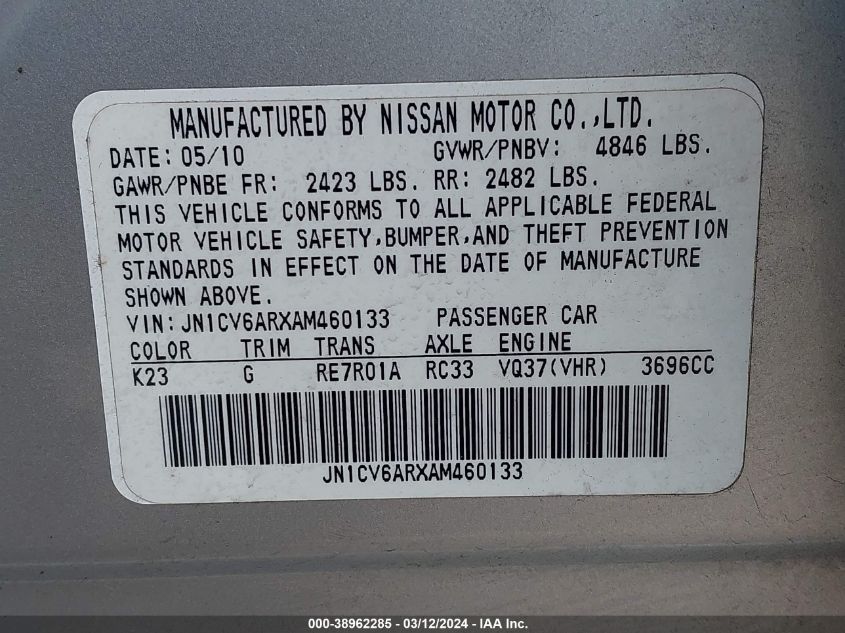 MANUFACTURED BY NISSAN MOTOR CO.,LTD.
DATE: 05/10 GVWR/PNBV: 4846 LBS.
GAWR/PNBE FR: 2423 LBS. RR: 2482 LBS.
THIS VEHICLE CONFORMS TO ALL APPLICABLE FEDERAL
MOTOR VEHICLE SAFETY,BUMPER,AND THEFT PREVENTION
STANDARDS IN EFFECT ON THE DATE OF MANUFACTURE
SHOWN ABOVE.
VIN: JN1CV6ARXAM460133 PASSENGER CAR
COLOR TRIM TRANS AXLE ENGINE
K23 G RE7R01A RC33 VQ37(VHR) 3696CC
JN1CV6ARXAM460133
000-38962285 - 03/12/2024 - IAA Inc.